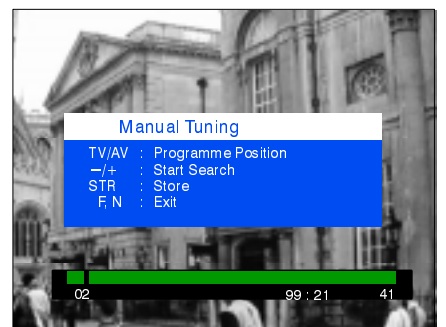 Manual Tuning
TV/AV : Programme Position
−/+ : Start Search
STR : Store
F, N : Exit
02 99 : 21 41